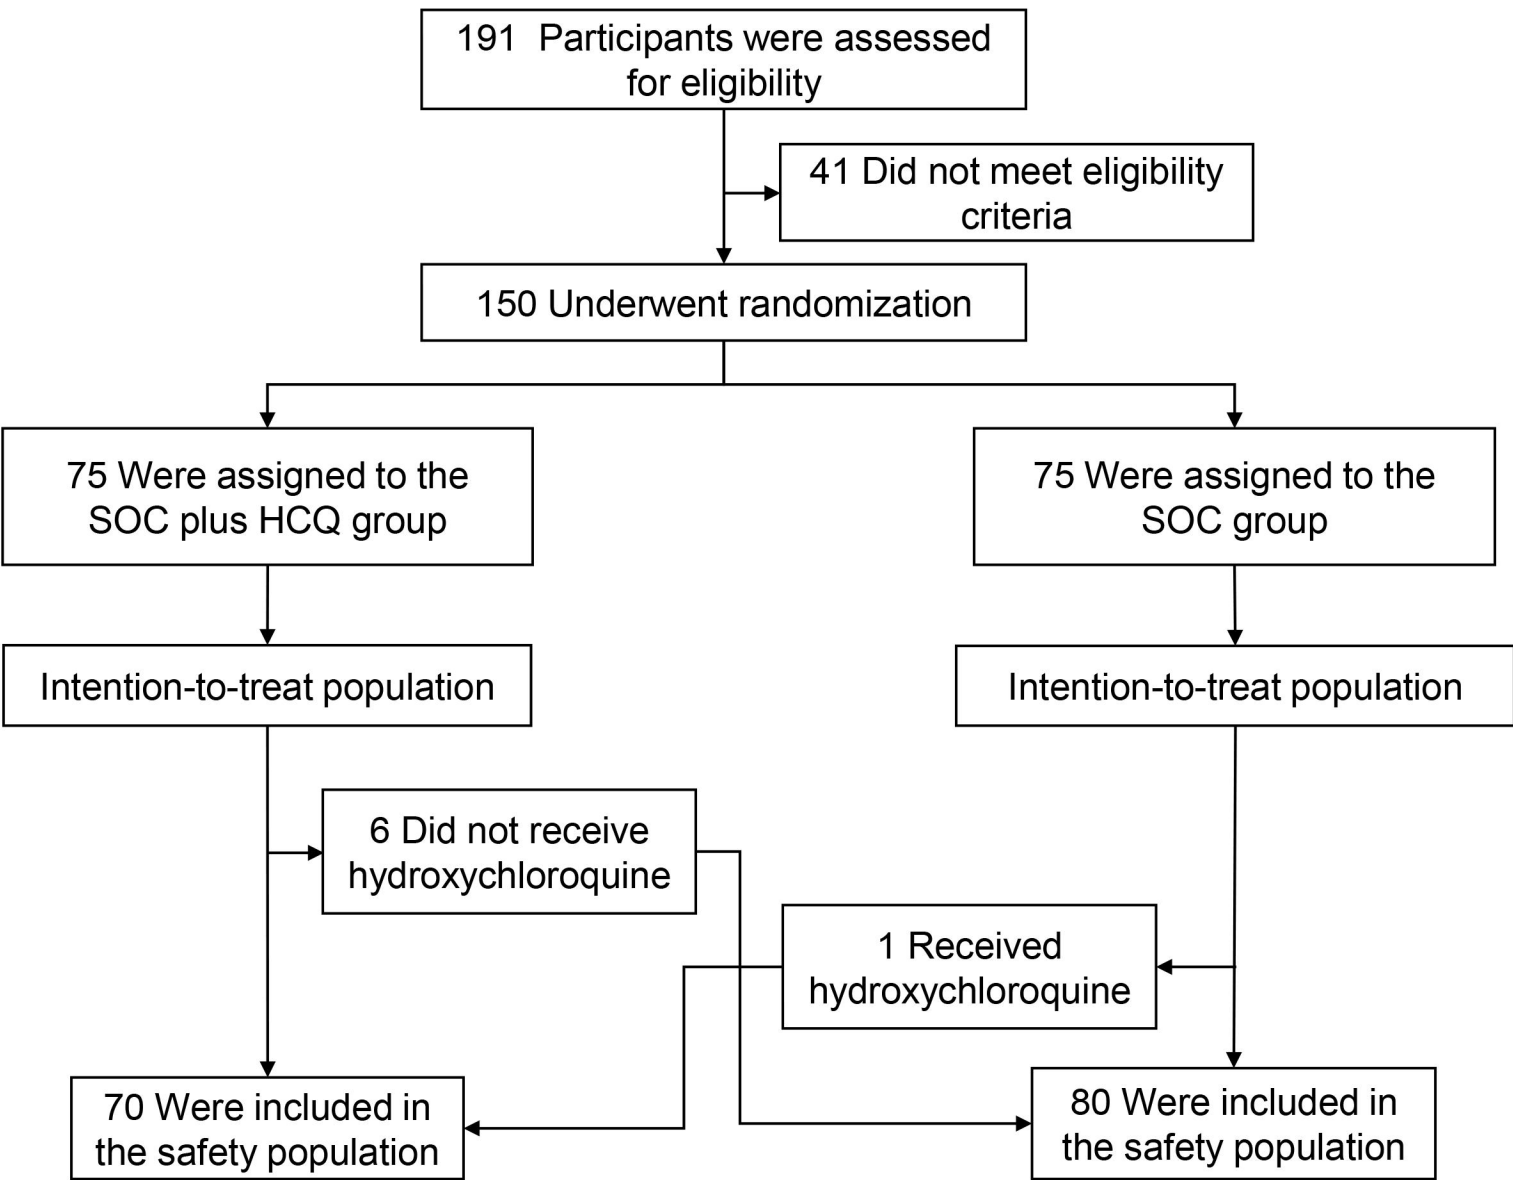 191 Participants were assessed
for eligibility
41 Did not meet eligibility
criteria
150 Underwent randomization
75 Were assigned to the
SOC plus HCQ group
75 Were assigned to the
SOC group
Intention-to-treat population
Intention-to-treat population
6 Did not receive
hydroxychloroquine
1 Received
hydroxychloroquine
70 Were included in
the safety population
80 Were included in
the safety population